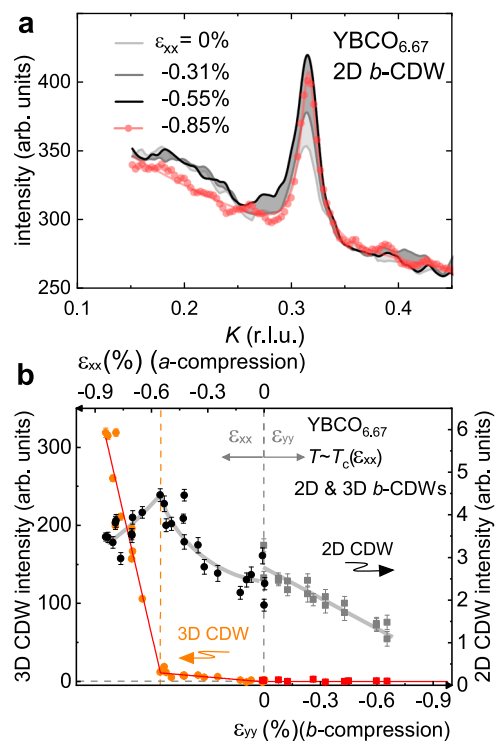 a
ε_xx = 0%
-0.31%
-0.55%
-0.85%
YBCO_6.67
2D b-CDW
400
350
300
250
intensity (arb. units)
0.1 0.2 0.3 0.4
K (r.l.u.)
ε_xx(%) (a-compression)
b
-0.9 -0.6 -0.3 0
YBCO_6.67
ε_xx ε_yy
T~T_c(ε_xx)
2D & 3D b-CDWs
2D CDW
3D CDW
300
200
100
0
3D CDW intensity (arb. units)
6
5
4
3
2
1
0
2D CDW intensity (arb. units)
0 -0.3 -0.6 -0.9
ε_yy (%)(b-compression)